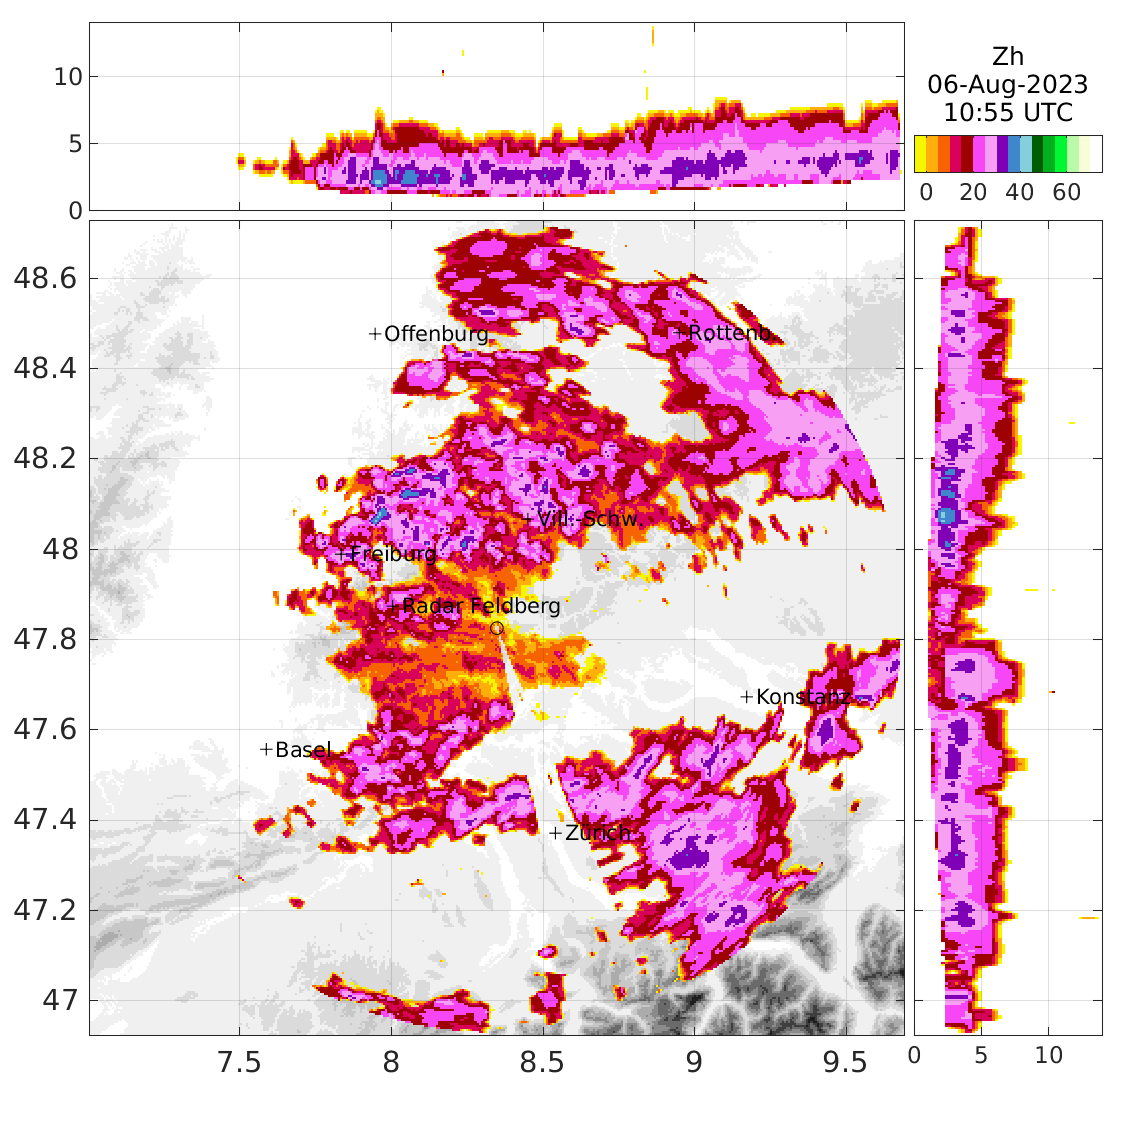 Zh
06-Aug-2023
10:55 UTC
0 20 40 60
10
5
0
48.6
48.4
48.2
48
47.8
47.6
47.4
47.2
47
+Offenburg
+Rottenb.
+Vill.-Schw.
+Freiburg
+Radar Feldberg
+Konstanz
+Basel
+Zürich
7.5 8 8.5 9 9.5
0 5 10